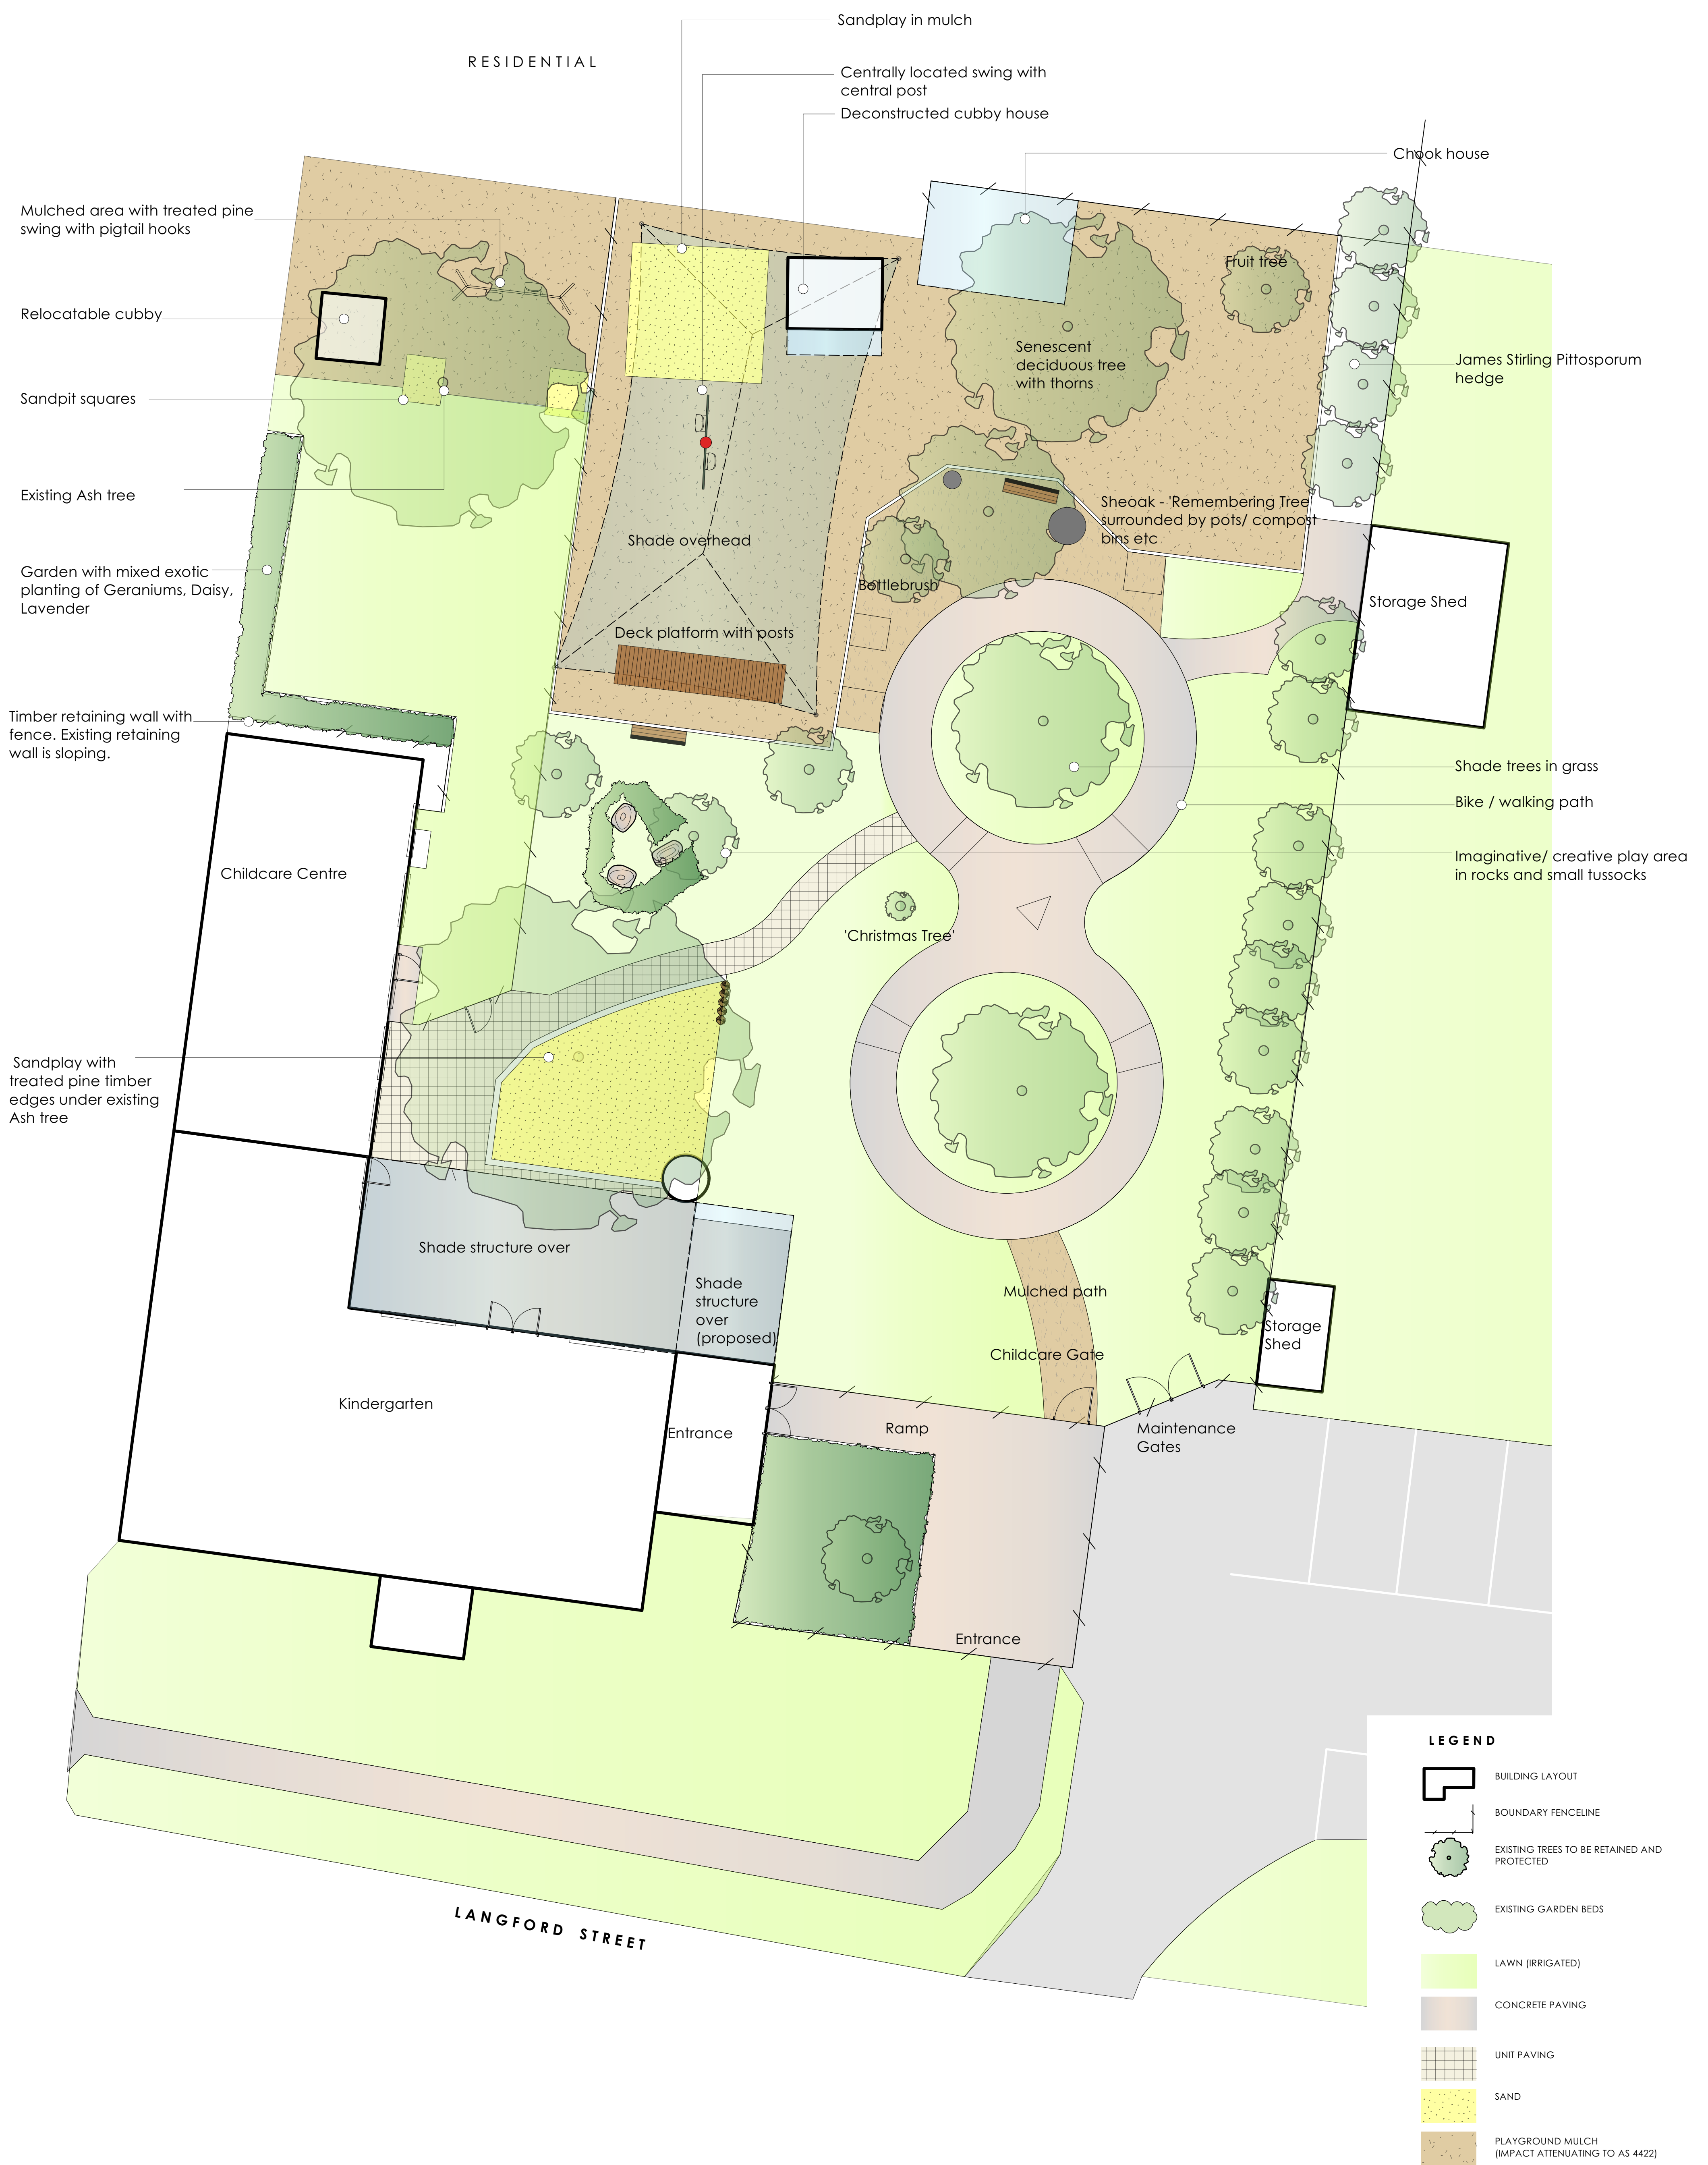 Sandplay in mulch
RESIDENTIAL
Centrally located swing with
central post
Deconstructed cubby house
Chook house
Mulched area with treated pine
swing with pigtail hooks
Fruit tree
Relocatable cubby
Senescent
deciduous tree
with thorns
James Stirling Pittosporum
hedge
Sandpit squares
Existing Ash tree
Sheoak - 'Remembering Tree'
surrounded by pots/ compost
bins etc
Shade overhead
Garden with mixed exotic
planting of Geraniums, Daisy,
Lavender
Bottlebrush
Storage Shed
Deck platform with posts
Timber retaining wall with
fence. Existing retaining
wall is sloping.
Shade trees in grass
Bike / walking path
Imaginative/ creative play area
in rocks and small tussocks
Childcare Centre
'Christmas Tree'
Sandplay with
treated pine timber
edges under existing
Ash tree
Shade structure over
Shade
structure
over
(proposed)
Mulched path
Storage
Shed
Childcare Gate
Kindergarten
Entrance
Ramp
Maintenance
Gates
Entrance
LANGFORD STREET
LEGEND
BUILDING LAYOUT
BOUNDARY FENCELINE
EXISTING TREES TO BE RETAINED AND
PROTECTED
EXISTING GARDEN BEDS
LAWN (IRRIGATED)
CONCRETE PAVING
UNIT PAVING
SAND
PLAYGROUND MULCH
(IMPACT ATTENUATING TO AS 4422)